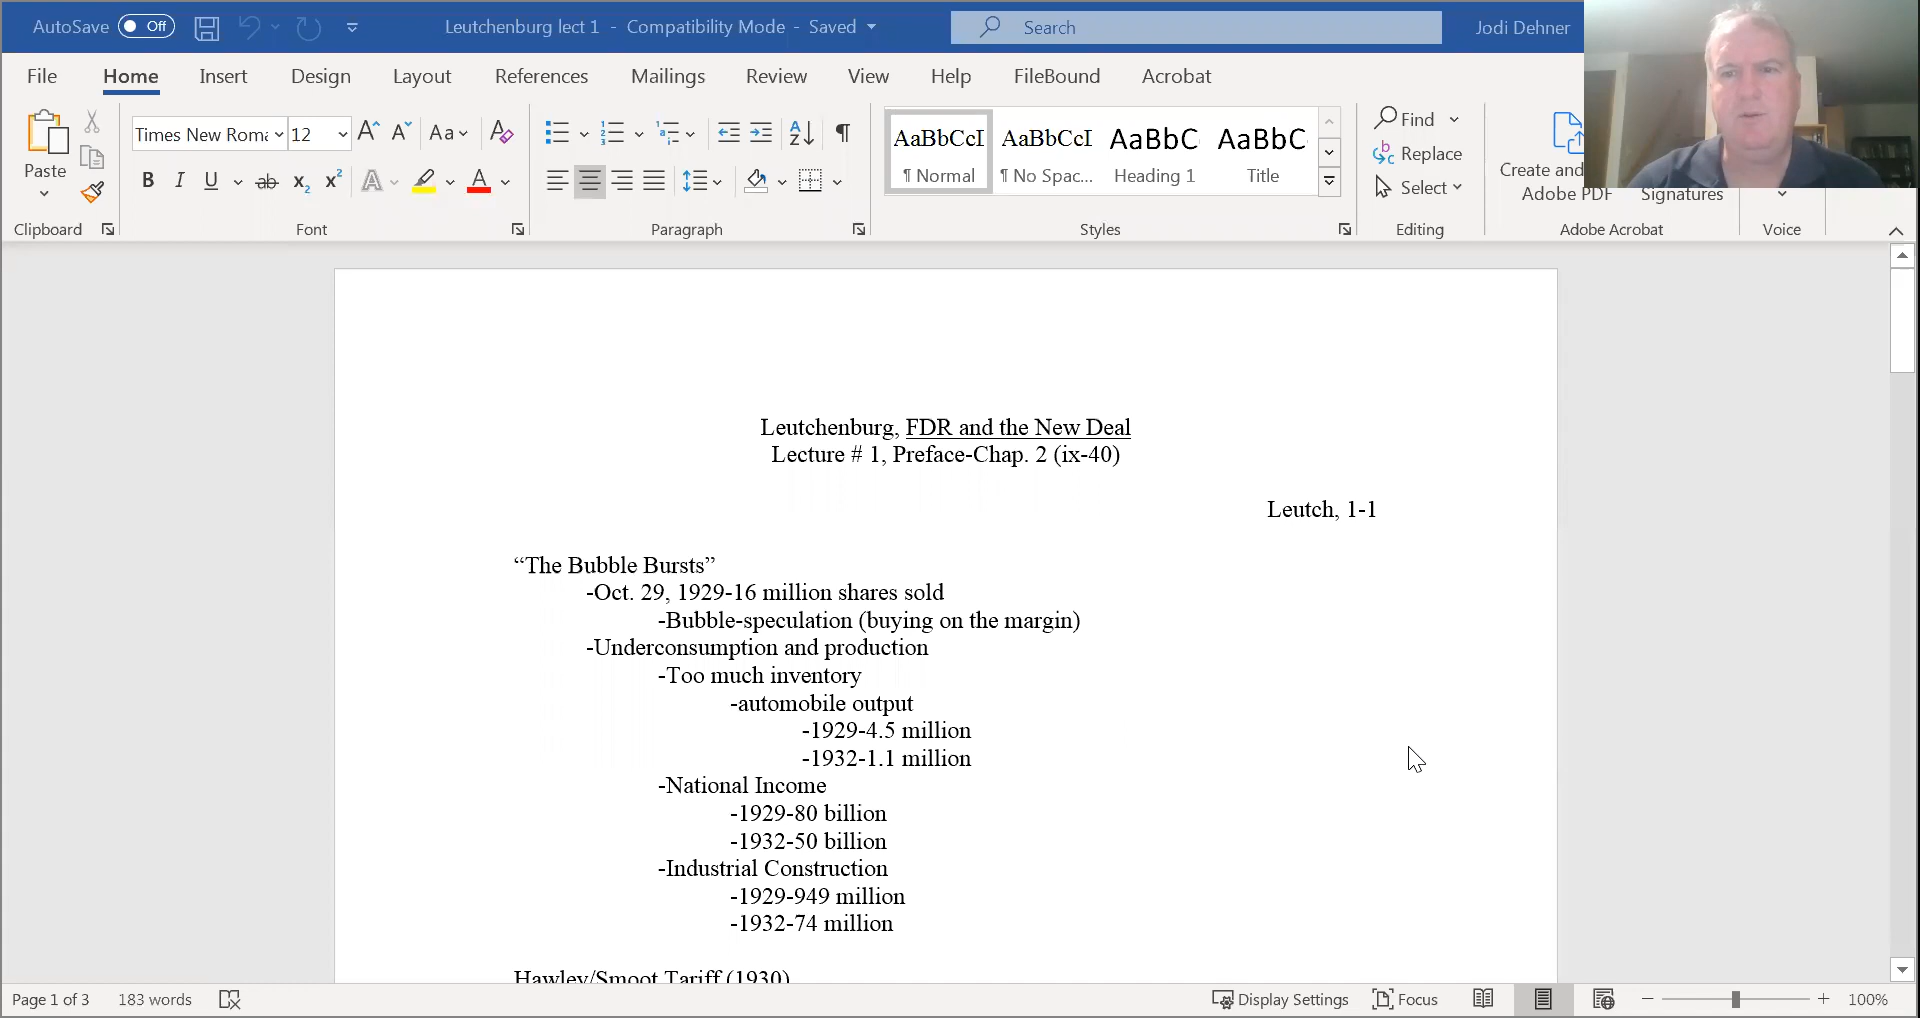 AutoSave Off Leutchenburg lect 1 - Compatibility Mode - Saved Search Jodi Dehner
File Home Insert Design Layout References Mailings Review View Help FileBound Acrobat
Times New Roma 12 Aa
AaBbCcI AaBbCcI AaBbC AaBbC
¶ Normal ¶ No Spac... Heading 1 Title
Paste
Find
Replace
Select
Create and
Adobe PDF Signatures
Clipboard Font Paragraph Styles Editing Adobe Acrobat Voice
Leutchenburg, FDR and the New Deal
Lecture # 1, Preface-Chap. 2 (ix-40)
Leutch, 1-1
“The Bubble Bursts”
-Oct. 29, 1929-16 million shares sold
-Bubble-speculation (buying on the margin)
-Underconsumption and production
-Too much inventory
-automobile output
-1929-4.5 million
-1932-1.1 million
-National Income
-1929-80 billion
-1932-50 billion
-Industrial Construction
-1929-949 million
-1932-74 million
Hawley/Smoot Tariff (1930)
Page 1 of 3 183 words Display Settings Focus 100%